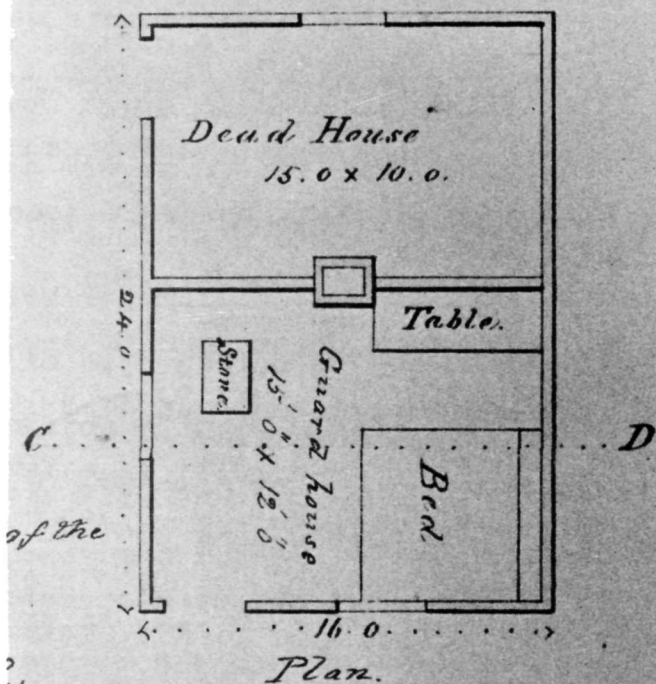 Dead House
15.0 x 10.0.
24.0.
Table.
Stove.
Guard house
15' 0" x 12' 0"
C
D
Bed
of the
16.0.
Plan.